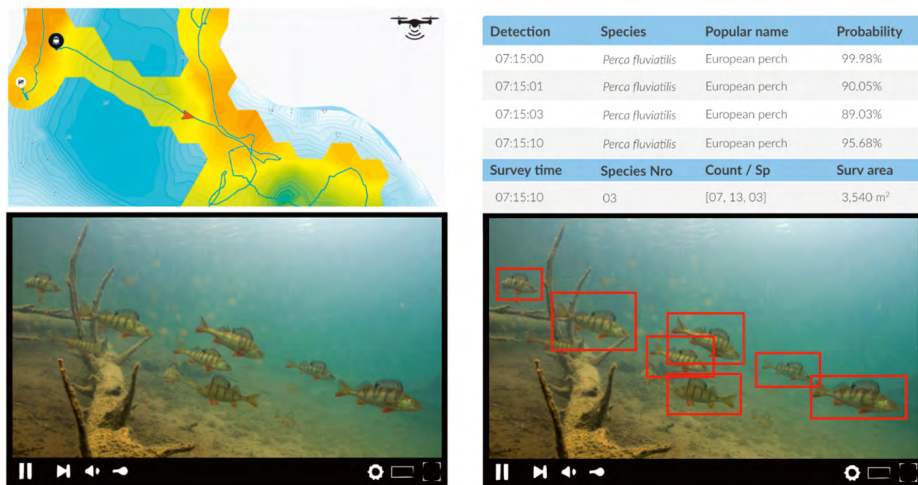 Detection Species Popular name Probability
07:15:00 Perca fluviatilis European perch 99.98%
07:15:01 Perca fluviatilis European perch 90.05%
07:15:03 Perca fluviatilis European perch 89.03%
07:15:10 Perca fluviatilis European perch 95.68%
Survey time Species Nro Count / Sp Surv area
07:15:10 03 [07, 13, 03] 3,540 m²